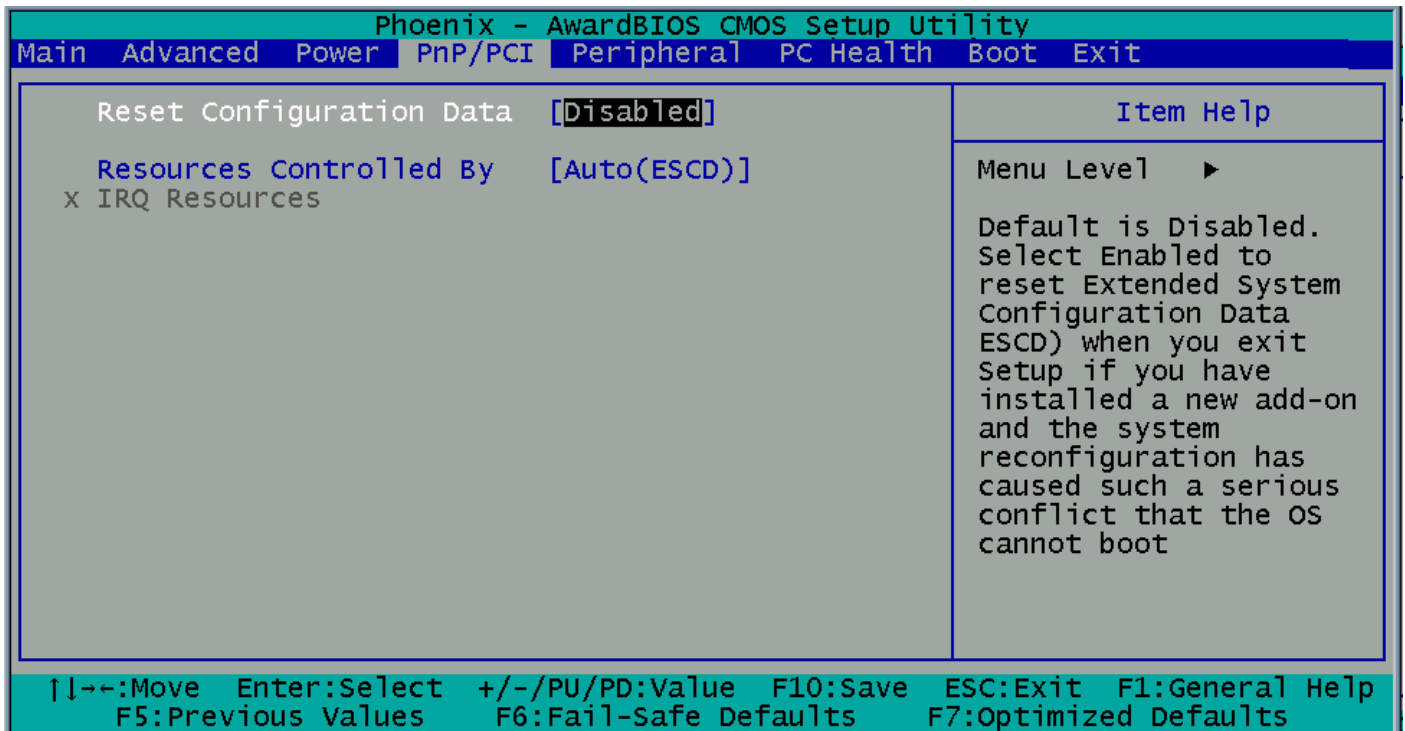 Phoenix - AwardBIOS CMOS Setup Utility
Main Advanced Power PnP/PCI Peripheral PC Health Boot Exit
Reset Configuration Data [Disabled]
Resources Controlled By [Auto(ESCD)]
x IRQ Resources
Item Help
Menu Level ►
Default is Disabled.
Select Enabled to
reset Extended System
Configuration Data
ESCD) when you exit
Setup if you have
installed a new add-on
and the system
reconfiguration has
caused such a serious
conflict that the OS
cannot boot
↑↓→←:Move Enter:Select +/-/PU/PD:Value F10:Save ESC:Exit F1:General Help
F5:Previous Values F6:Fail-Safe Defaults F7:Optimized Defaults